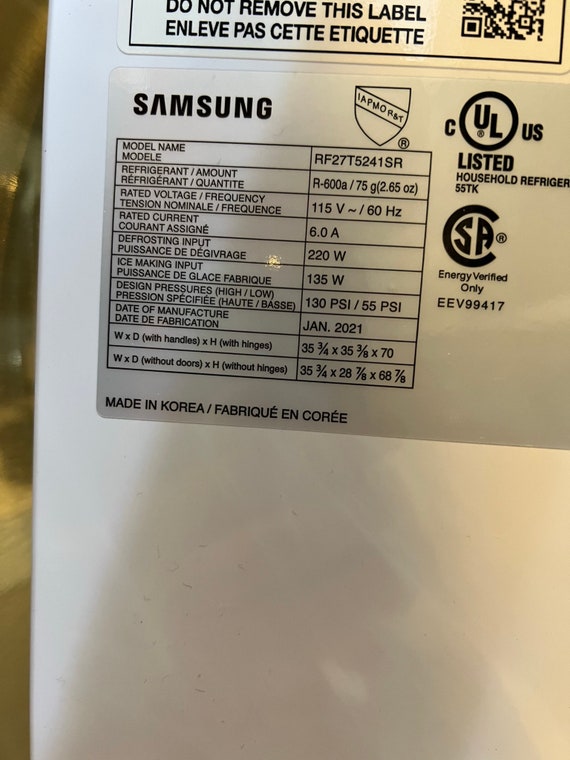 DO NOT REMOVE THIS LABEL
ENLEVE PAS CETTE ETIQUETTE
SAMSUNG
IAPMO R&T
®
C UL ® US
LISTED
HOUSEHOLD REFRIGER
55TK
MODEL NAME
MODELE
RF27T5241SR
REFRIGERANT / AMOUNT
RÉFRIGÉRANT / QUANTITE
R-600a / 75 g(2.65 oz)
RATED VOLTAGE / FREQUENCY
TENSION NOMINALE / FREQUENCE
115 V ~ / 60 Hz
RATED CURRENT
COURANT ASSIGNÉ
6.0 A
DEFROSTING INPUT
PUISSANCE DE DÉGIVRAGE
220 W
ICE MAKING INPUT
PUISSANCE DE GLACE FABRIQUE
135 W
DESIGN PRESSURES (HIGH / LOW)
PRESSION SPÉCIFIÉE (HAUTE / BASSE)
130 PSI / 55 PSI
DATE OF MANUFACTURE
DATE DE FABRICATION
JAN. 2021
W x D (with handles) x H (with hinges)
35 ¾ x 35 ⅜ x 70
W x D (without doors) x H (without hinges)
35 ¾ x 28 ⅞ x 68 ⅞
SA ®
Energy Verified
Only
EEV99417
MADE IN KOREA / FABRIQUÉ EN CORÉE